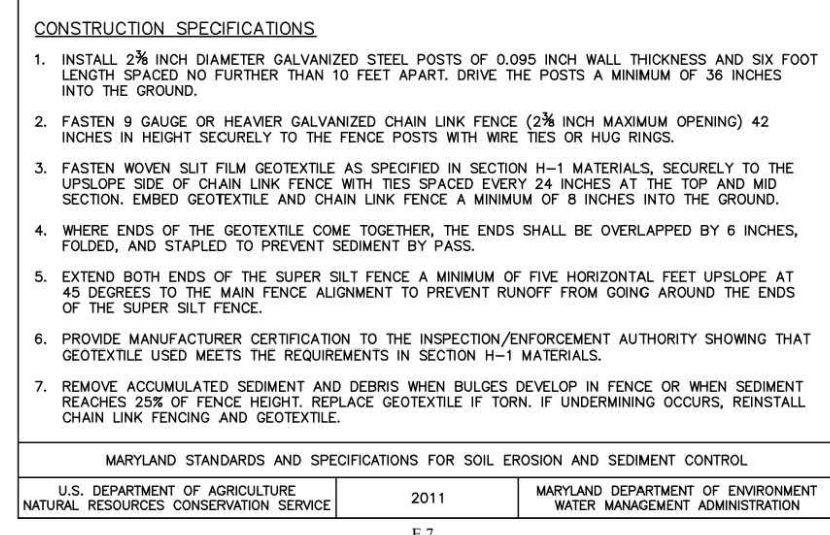 CONSTRUCTION SPECIFICATIONS
1. INSTALL 2⅜ INCH DIAMETER GALVANIZED STEEL POSTS OF 0.095 INCH WALL THICKNESS AND SIX FOOT
LENGTH SPACED NO FURTHER THAN 10 FEET APART. DRIVE THE POSTS A MINIMUM OF 36 INCHES
INTO THE GROUND.
2. FASTEN 9 GAUGE OR HEAVIER GALVANIZED CHAIN LINK FENCE (2⅜ INCH MAXIMUM OPENING) 42
INCHES IN HEIGHT SECURELY TO THE FENCE POSTS WITH WIRE TIES OR HUG RINGS.
3. FASTEN WOVEN SLIT FILM GEOTEXTILE AS SPECIFIED IN SECTION H-1 MATERIALS, SECURELY TO THE
UPSLOPE SIDE OF CHAIN LINK FENCE WITH TIES SPACED EVERY 24 INCHES AT THE TOP AND MID
SECTION. EMBED GEOTEXTILE AND CHAIN LINK FENCE A MINIMUM OF 8 INCHES INTO THE GROUND.
4. WHERE ENDS OF THE GEOTEXTILE COME TOGETHER, THE ENDS SHALL BE OVERLAPPED BY 6 INCHES,
FOLDED, AND STAPLED TO PREVENT SEDIMENT BY PASS.
5. EXTEND BOTH ENDS OF THE SUPER SILT FENCE A MINIMUM OF FIVE HORIZONTAL FEET UPSLOPE AT
45 DEGREES TO THE MAIN FENCE ALIGNMENT TO PREVENT RUNOFF FROM GOING AROUND THE ENDS
OF THE SUPER SILT FENCE.
6. PROVIDE MANUFACTURER CERTIFICATION TO THE INSPECTION/ENFORCEMENT AUTHORITY SHOWING THAT
GEOTEXTILE USED MEETS THE REQUIREMENTS IN SECTION H-1 MATERIALS.
7. REMOVE ACCUMULATED SEDIMENT AND DEBRIS WHEN BULGES DEVELOP IN FENCE OR WHEN SEDIMENT
REACHES 25% OF FENCE HEIGHT. REPLACE GEOTEXTILE IF TORN. IF UNDERMINING OCCURS, REINSTALL
CHAIN LINK FENCING AND GEOTEXTILE.
MARYLAND STANDARDS AND SPECIFICATIONS FOR SOIL EROSION AND SEDIMENT CONTROL
U.S. DEPARTMENT OF AGRICULTURE
NATURAL RESOURCES CONSERVATION SERVICE
2011
MARYLAND DEPARTMENT OF ENVIRONMENT
WATER MANAGEMENT ADMINISTRATION